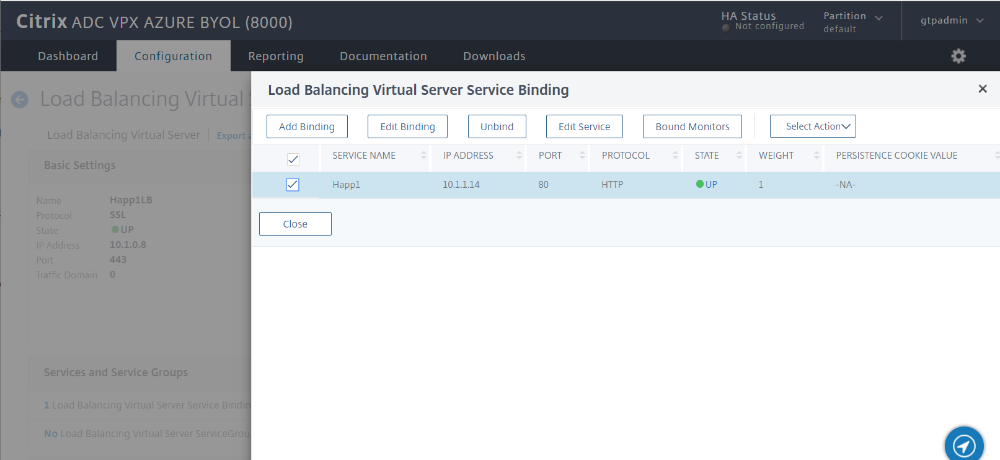 Citrix ADC VPX AZURE BYOL (8000)
HA Status
Not configured
Partition
default
gtpadmin
Dashboard
Configuration
Reporting
Documentation
Downloads
Load Balancing Virtual
Load Balancing Virtual Server
Export
Basic Settings
Name Happ1LB
Protocol SSL
State UP
IP Address 10.1.0.8
Port 443
Traffic Domain 0
Services and Service Groups
1 Load Balancing Virtual Server Service Bindin
No Load Balancing Virtual Server ServiceGrou
Load Balancing Virtual Server Service Binding
Add Binding
Edit Binding
Unbind
Edit Service
Bound Monitors
Select Action
SERVICE NAME IP ADDRESS PORT PROTOCOL STATE WEIGHT PERSISTENCE COOKIE VALUE
Happ1 10.1.1.14 80 HTTP UP 1 -NA-
Close